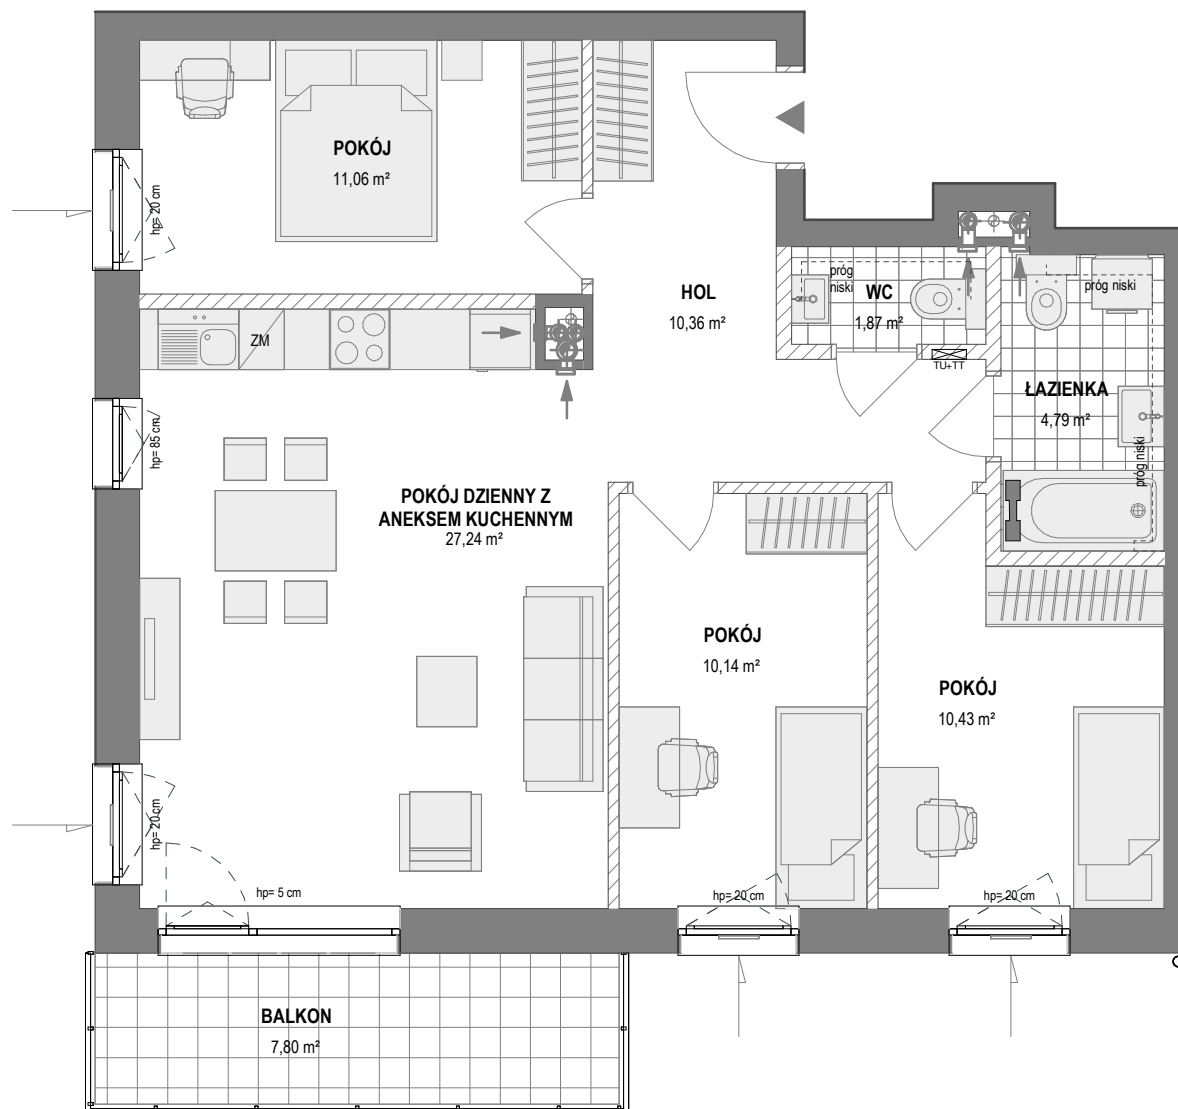 POKÓJ
11,06 m²
hp= 20 cm
HOL
10,36 m²
próg
niski
WC
1,87 m²
próg niski
ZM
TU+TT
ŁAZIENKA
4,79 m²
próg niski
hp= 85 cm
POKÓJ DZIENNY Z
ANEKSEM KUCHENNYM
27,24 m²
POKÓJ
10,14 m²
POKÓJ
10,43 m²
hp= 20 cm
hp= 5 cm
hp= 20 cm
hp= 20 cm
BALKON
7,80 m²